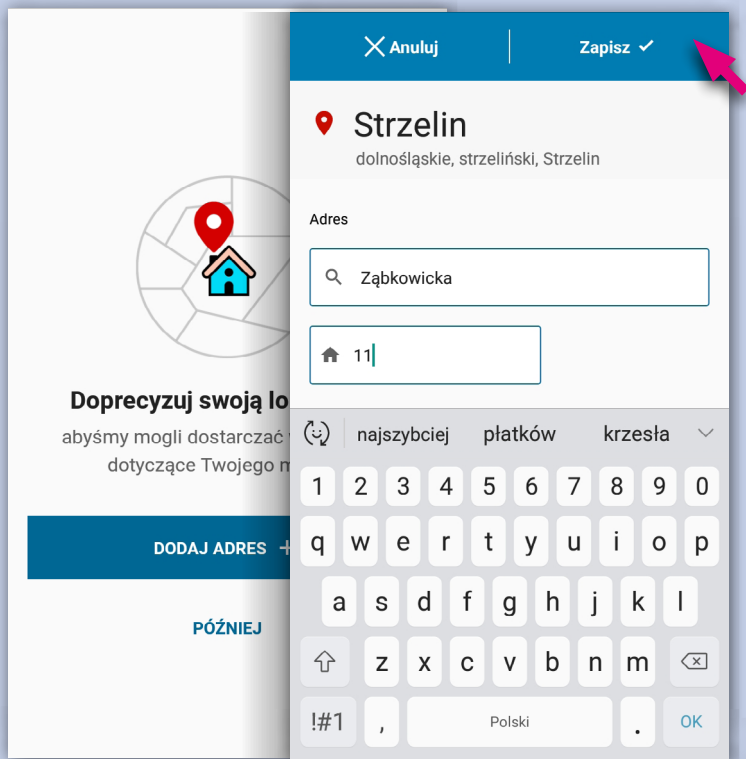 Doprecyzuj swoją lo
abyśmy mogli dostarczać
dotyczące Twojego m
DODAJ ADRES +
PÓŹNIEJ
Anuluj
Zapisz
Strzelin
dolnośląskie, strzeliński, Strzelin
Adres
Ząbkowicka
11
najszybciej płatków krzesła
1 2 3 4 5 6 7 8 9 0
q w e r t y u i o p
a s d f g h j k l
z x c v b n m
!#1 , Polski . OK